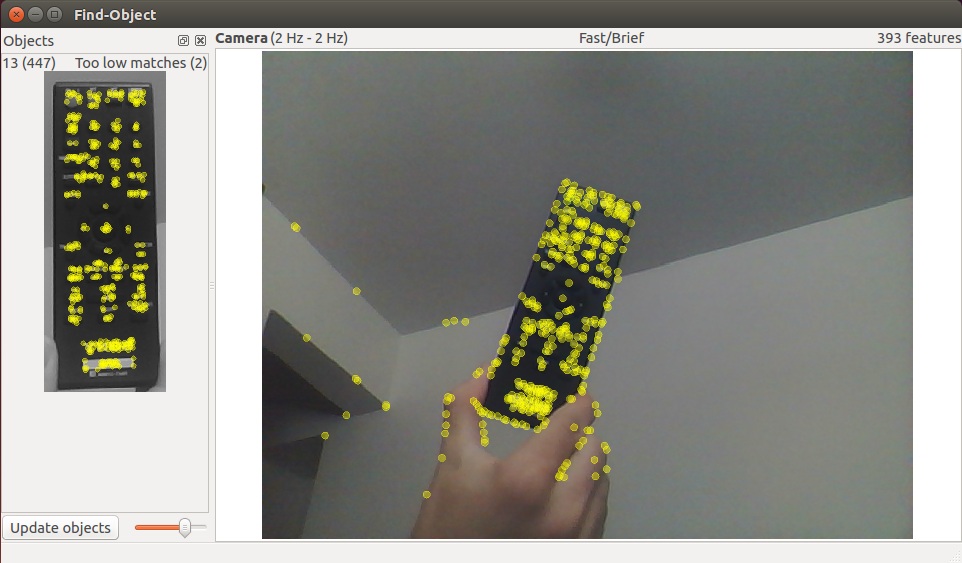 Find-Object
Objects
Camera (2 Hz - 2 Hz) Fast/Brief 393 features
13 (447) Too low matches (2)
Update objects